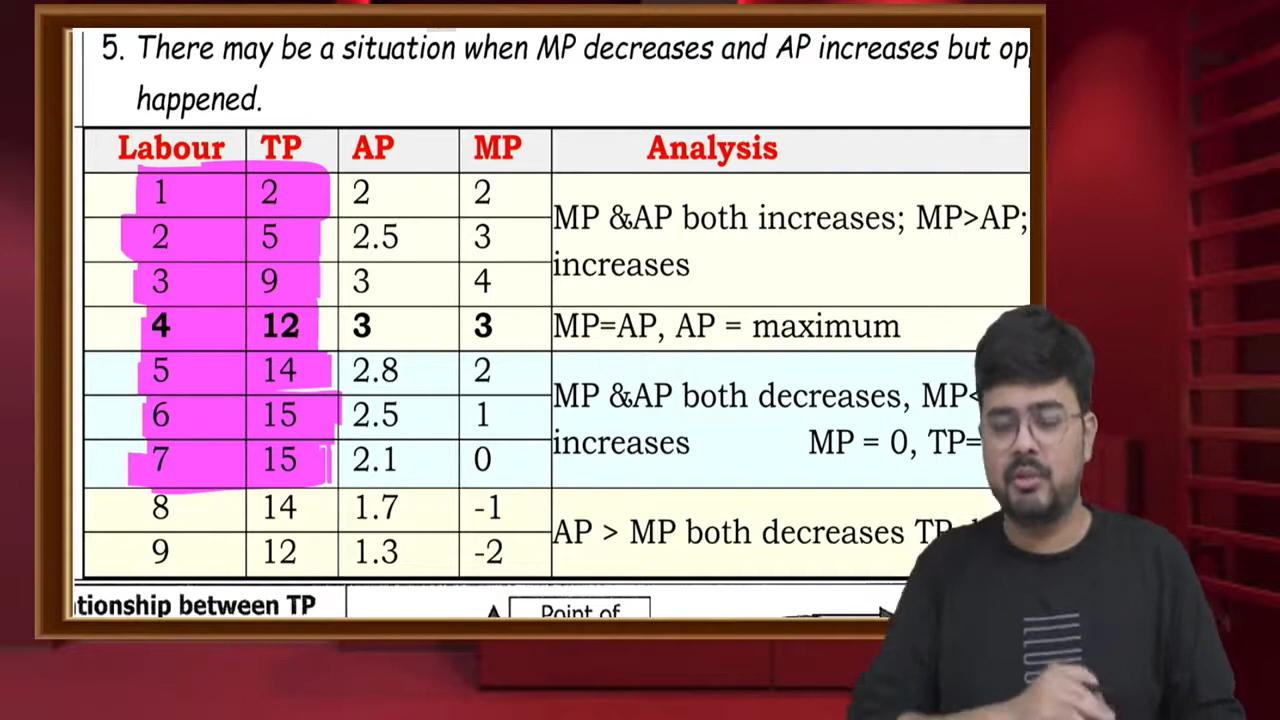 5. There may be a situation when MP decreases and AP increases but
happened.
Labour TP AP MP Analysis
1 2 2 2
MP &AP both increases; MP>AP;
2 5 2.5 3
increases
3 9 3 4
4 12 3 3 MP=AP, AP = maximum
5 14 2.8 2
MP &AP both decreases, MP<
6 15 2.5 1
increases MP = 0, TP=
7 15 2.1 0
8 14 1.7 -1
AP > MP both decreases TP
9 12 1.3 -2
between TP
Point of